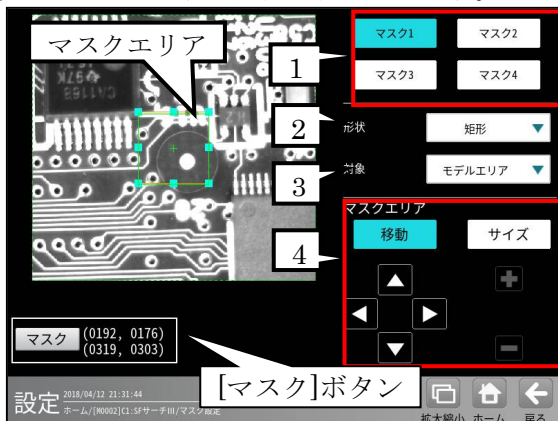 マスクエリア
1
マスク1
マスク2
マスク3
マスク4
2
形状
矩形
3
対象
モデルエリア
マスクエリア
4
移動
サイズ
マスク
(0192, 0176)
(0319, 0303)
[マスク]ボタン
設定
2018/04/12 21:31:44
ホーム/[M0002]C1:SFサーチIII/マスク設定
拡大縮小
ホーム
戻る